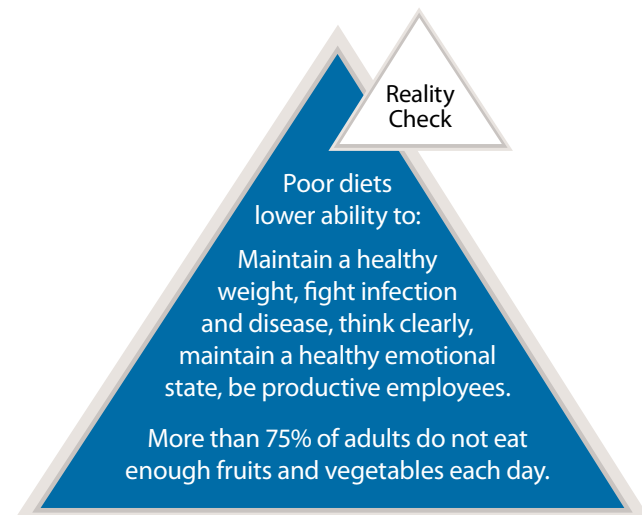 Reality
Check
Poor diets
lower ability to:
Maintain a healthy
weight, fight infection
and disease, think clearly,
maintain a healthy emotional
state, be productive employees.
More than 75% of adults do not eat
enough fruits and vegetables each day.